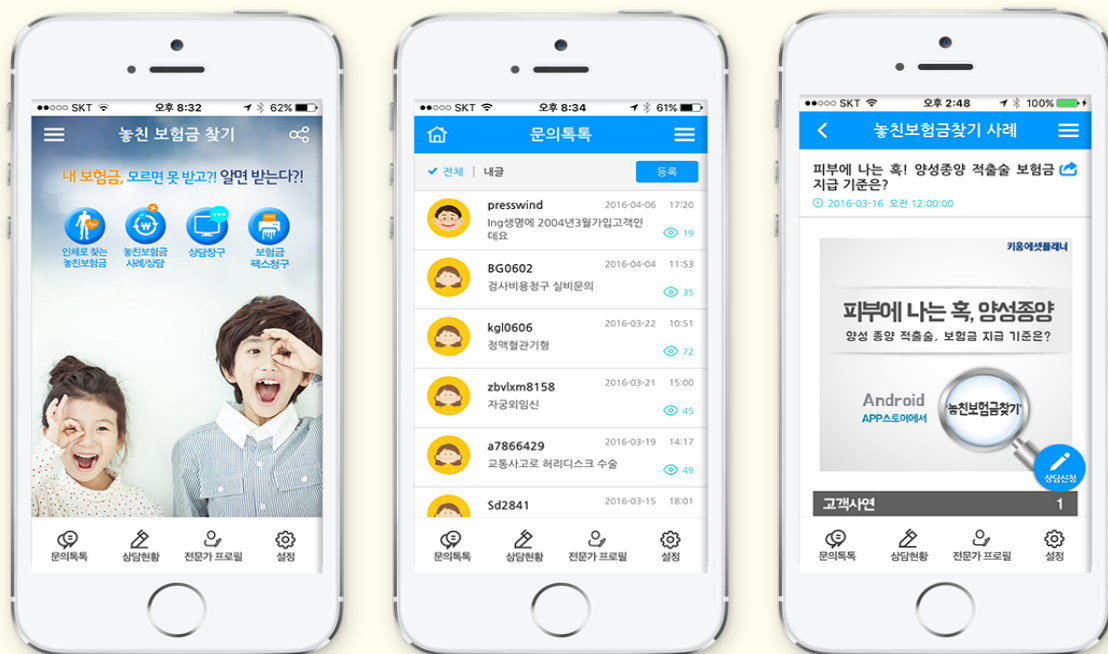 SKT 오후 8:32 62%
놓친 보험금 찾기
내 보험금, 모르면 못 받고?! 알면 받는다?!
인체로 찾는
놓친보험금
놓친보험금
사례/상담
상담창구
보험금
팩스청구
문의톡톡 상담현황 전문가 프로필 설정
SKT 오후 8:34 61%
문의톡톡
전체 | 내글 등록
presswind 2016-04-06 17:20
Ing생명에 2004년3월가입고객인
데요 19
BG0602 2016-04-04 11:53
검사비용청구 실비문의 35
kgl0606 2016-03-22 10:51
정맥혈관기형 72
zbvlxm8158 2016-03-21 15:00
자궁외임신 45
a7866429 2016-03-19 14:17
교통사고로 허리디스크 수술 49
Sd2841 2016-03-15 18:01
문의톡톡 상담현황 전문가 프로필 설정
SKT 오후 2:48 100%
놓친보험금찾기 사례
피부에 나는 혹! 양성종양 적출술 보험금
지급 기준은?
2016-03-16 오전 12:00:00
키움에셋플래너
피부에 나는 혹, 양성종양
양성 종양 적출술, 보험금 지급 기준은?
Android
APP스토어에서
'놓친보험금찾기'
상담신청
고객사연 1
문의톡톡 상담현황 전문가 프로필 설정